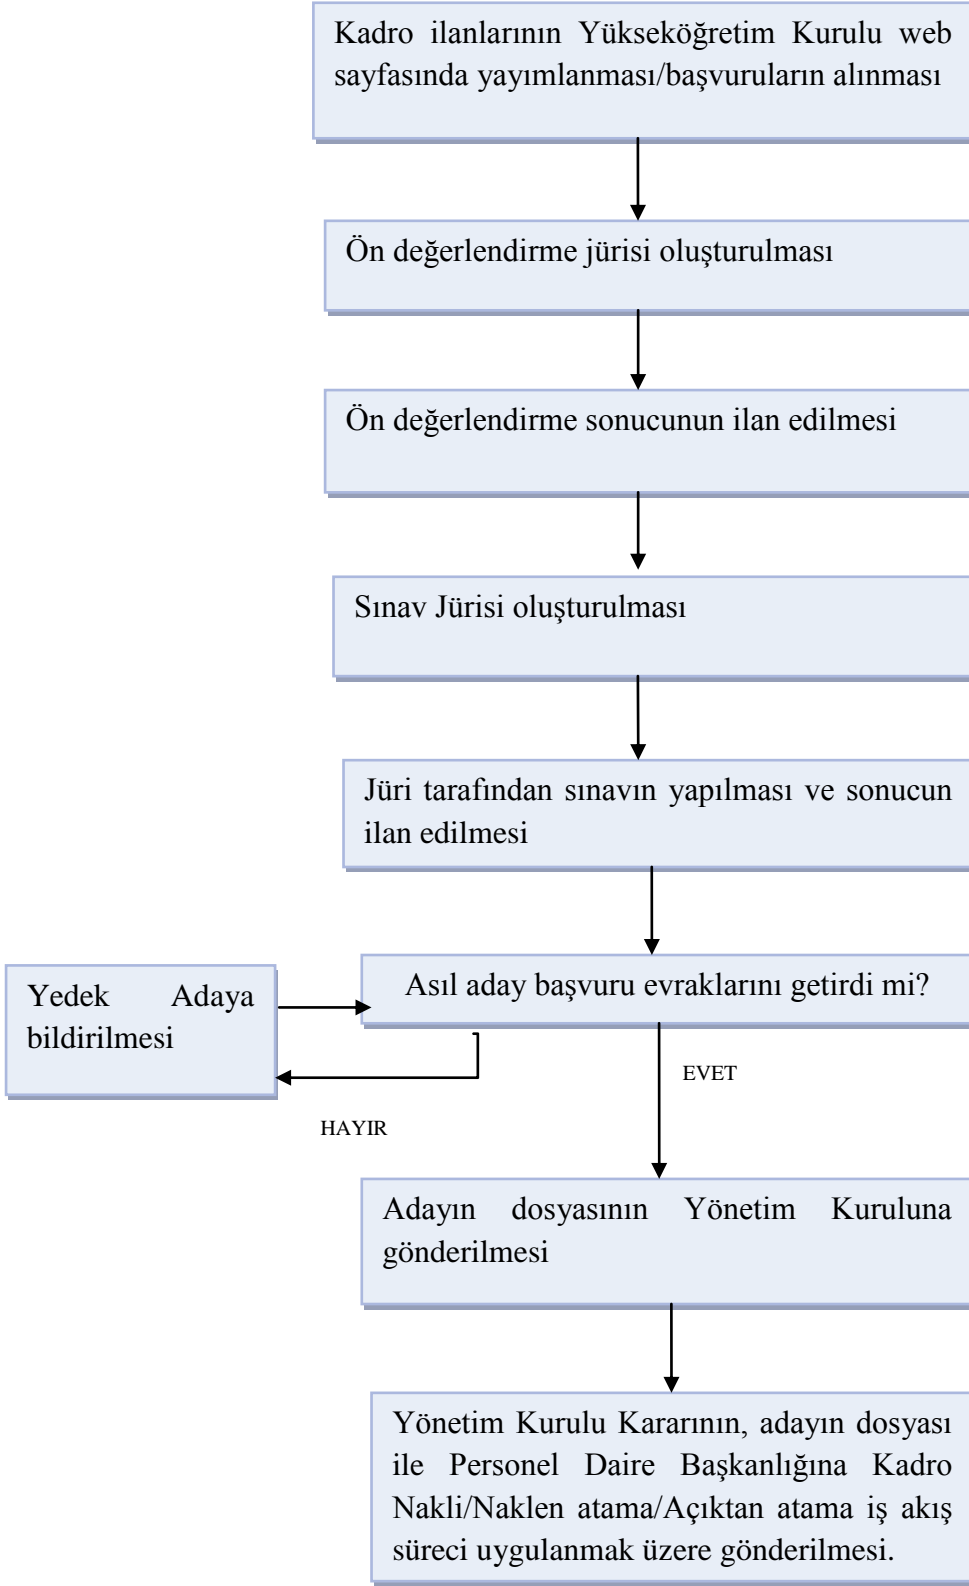 Kadro ilanlarının Yükseköğretim Kurulu web
sayfasında yayımlanması/başvuruların alınması
Ön değerlendirme jürisi oluşturulması
Ön değerlendirme sonucunun ilan edilmesi
Sınav Jürisi oluşturulması
Jüri tarafından sınavın yapılması ve sonucun
ilan edilmesi
Asıl aday başvuru evraklarını getirdi mi?
Yedek Adaya
bildirilmesi
EVET
HAYIR
Adayın dosyasının Yönetim Kuruluna
gönderilmesi
Yönetim Kurulu Kararının, adayın dosyası
ile Personel Daire Başkanlığına Kadro
Nakli/Naklen atama/Açıktan atama iş akış
süreci uygulanmak üzere gönderilmesi.